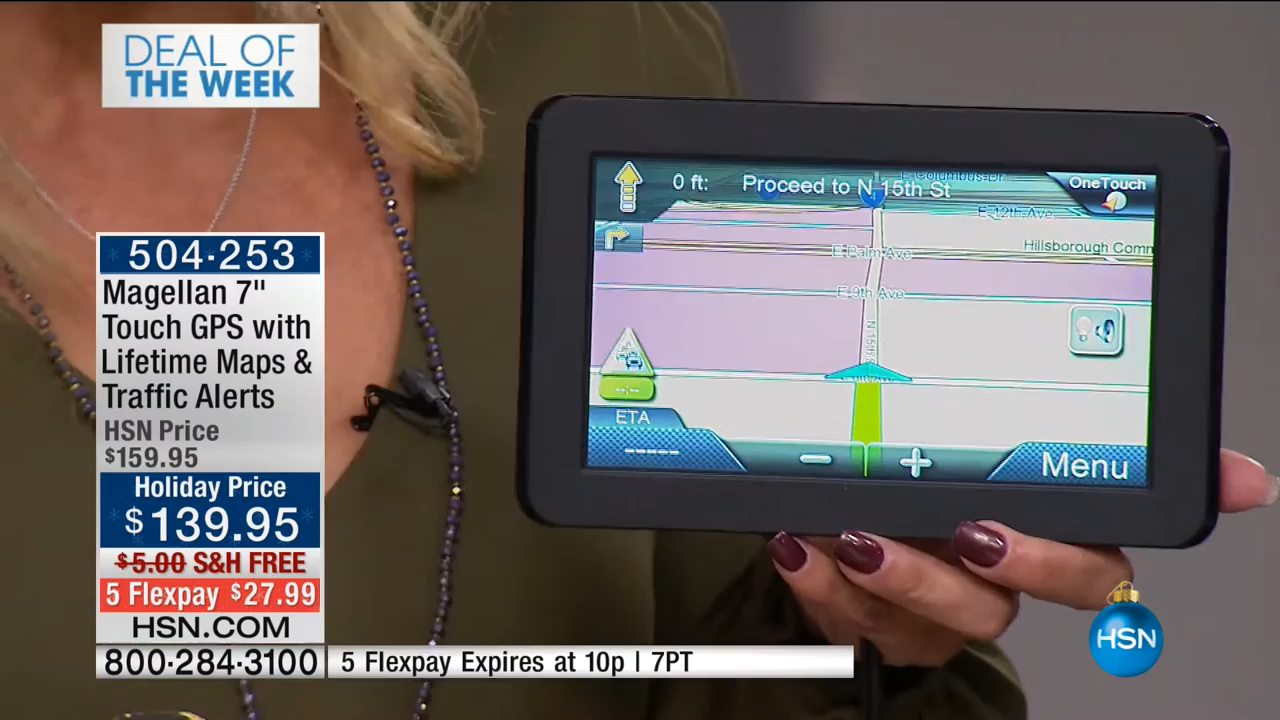 DEAL OF
THE WEEK
504-253
Magellan 7"
Touch GPS with
Lifetime Maps &
Traffic Alerts
HSN Price
$159.95
Holiday Price
$139.95
$5.00 S&H FREE
5 Flexpay $27.99
HSN.COM
800-284-3100
5 Flexpay Expires at 10p | 7PT
0 ft: Proceed to N 15th St
E Columbus Dr
OneTouch
E 12th Ave
Hillsborough Comm
E Palm Ave
E 9th Ave
N 15th S
ETA
Menu
HSN